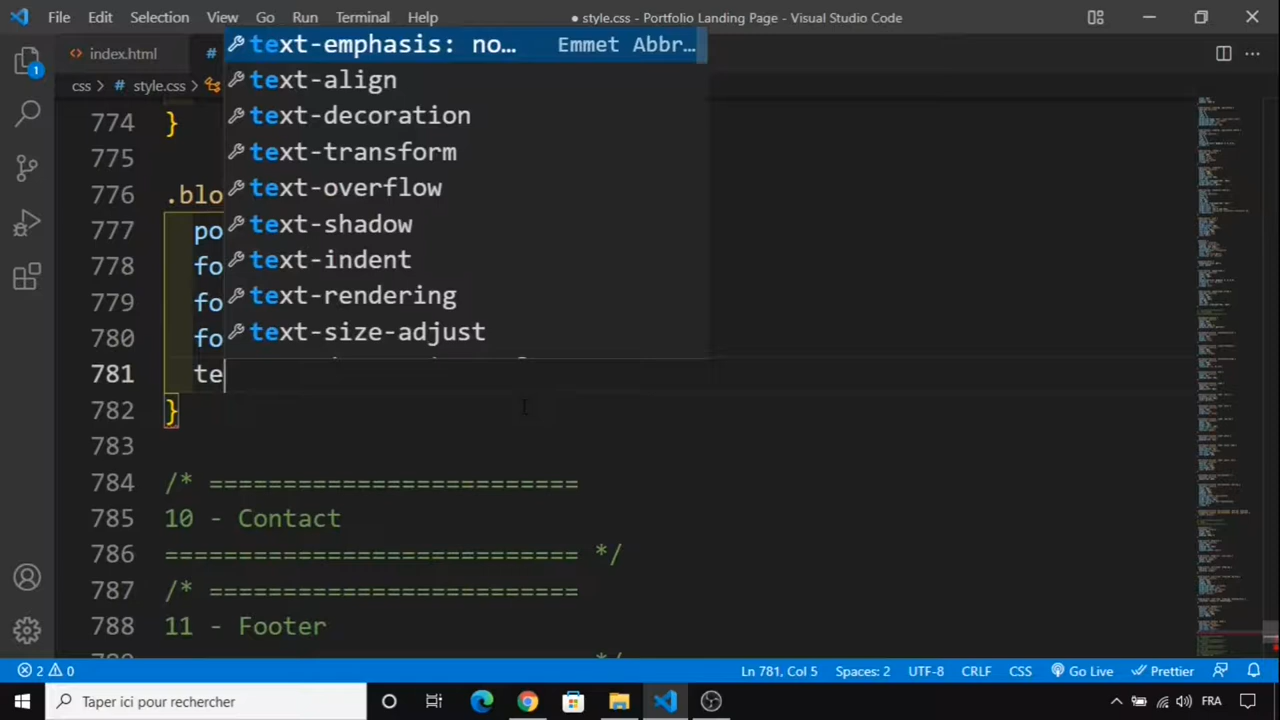 File Edit Selection View Go Run Terminal Help
● style.css - Portfolio Landing Page - Visual Studio Code
index.html #
css > # style.css >
text-emphasis: no... Emmet Abbr...
text-align
text-decoration
text-transform
text-overflow
text-shadow
text-indent
text-rendering
text-size-adjust
774 }
775
776 .blo
777 po
778 fo
779 fo
780 fo
781 te
782 }
783
784 /* =========================
785 10 - Contact
786 ============================ */
787 /* =========================
788 11 - Footer
1
2 0
Ln 781, Col 5 Spaces: 2 UTF-8 CRLF CSS Go Live Prettier
Taper ici pour rechercher
FRA